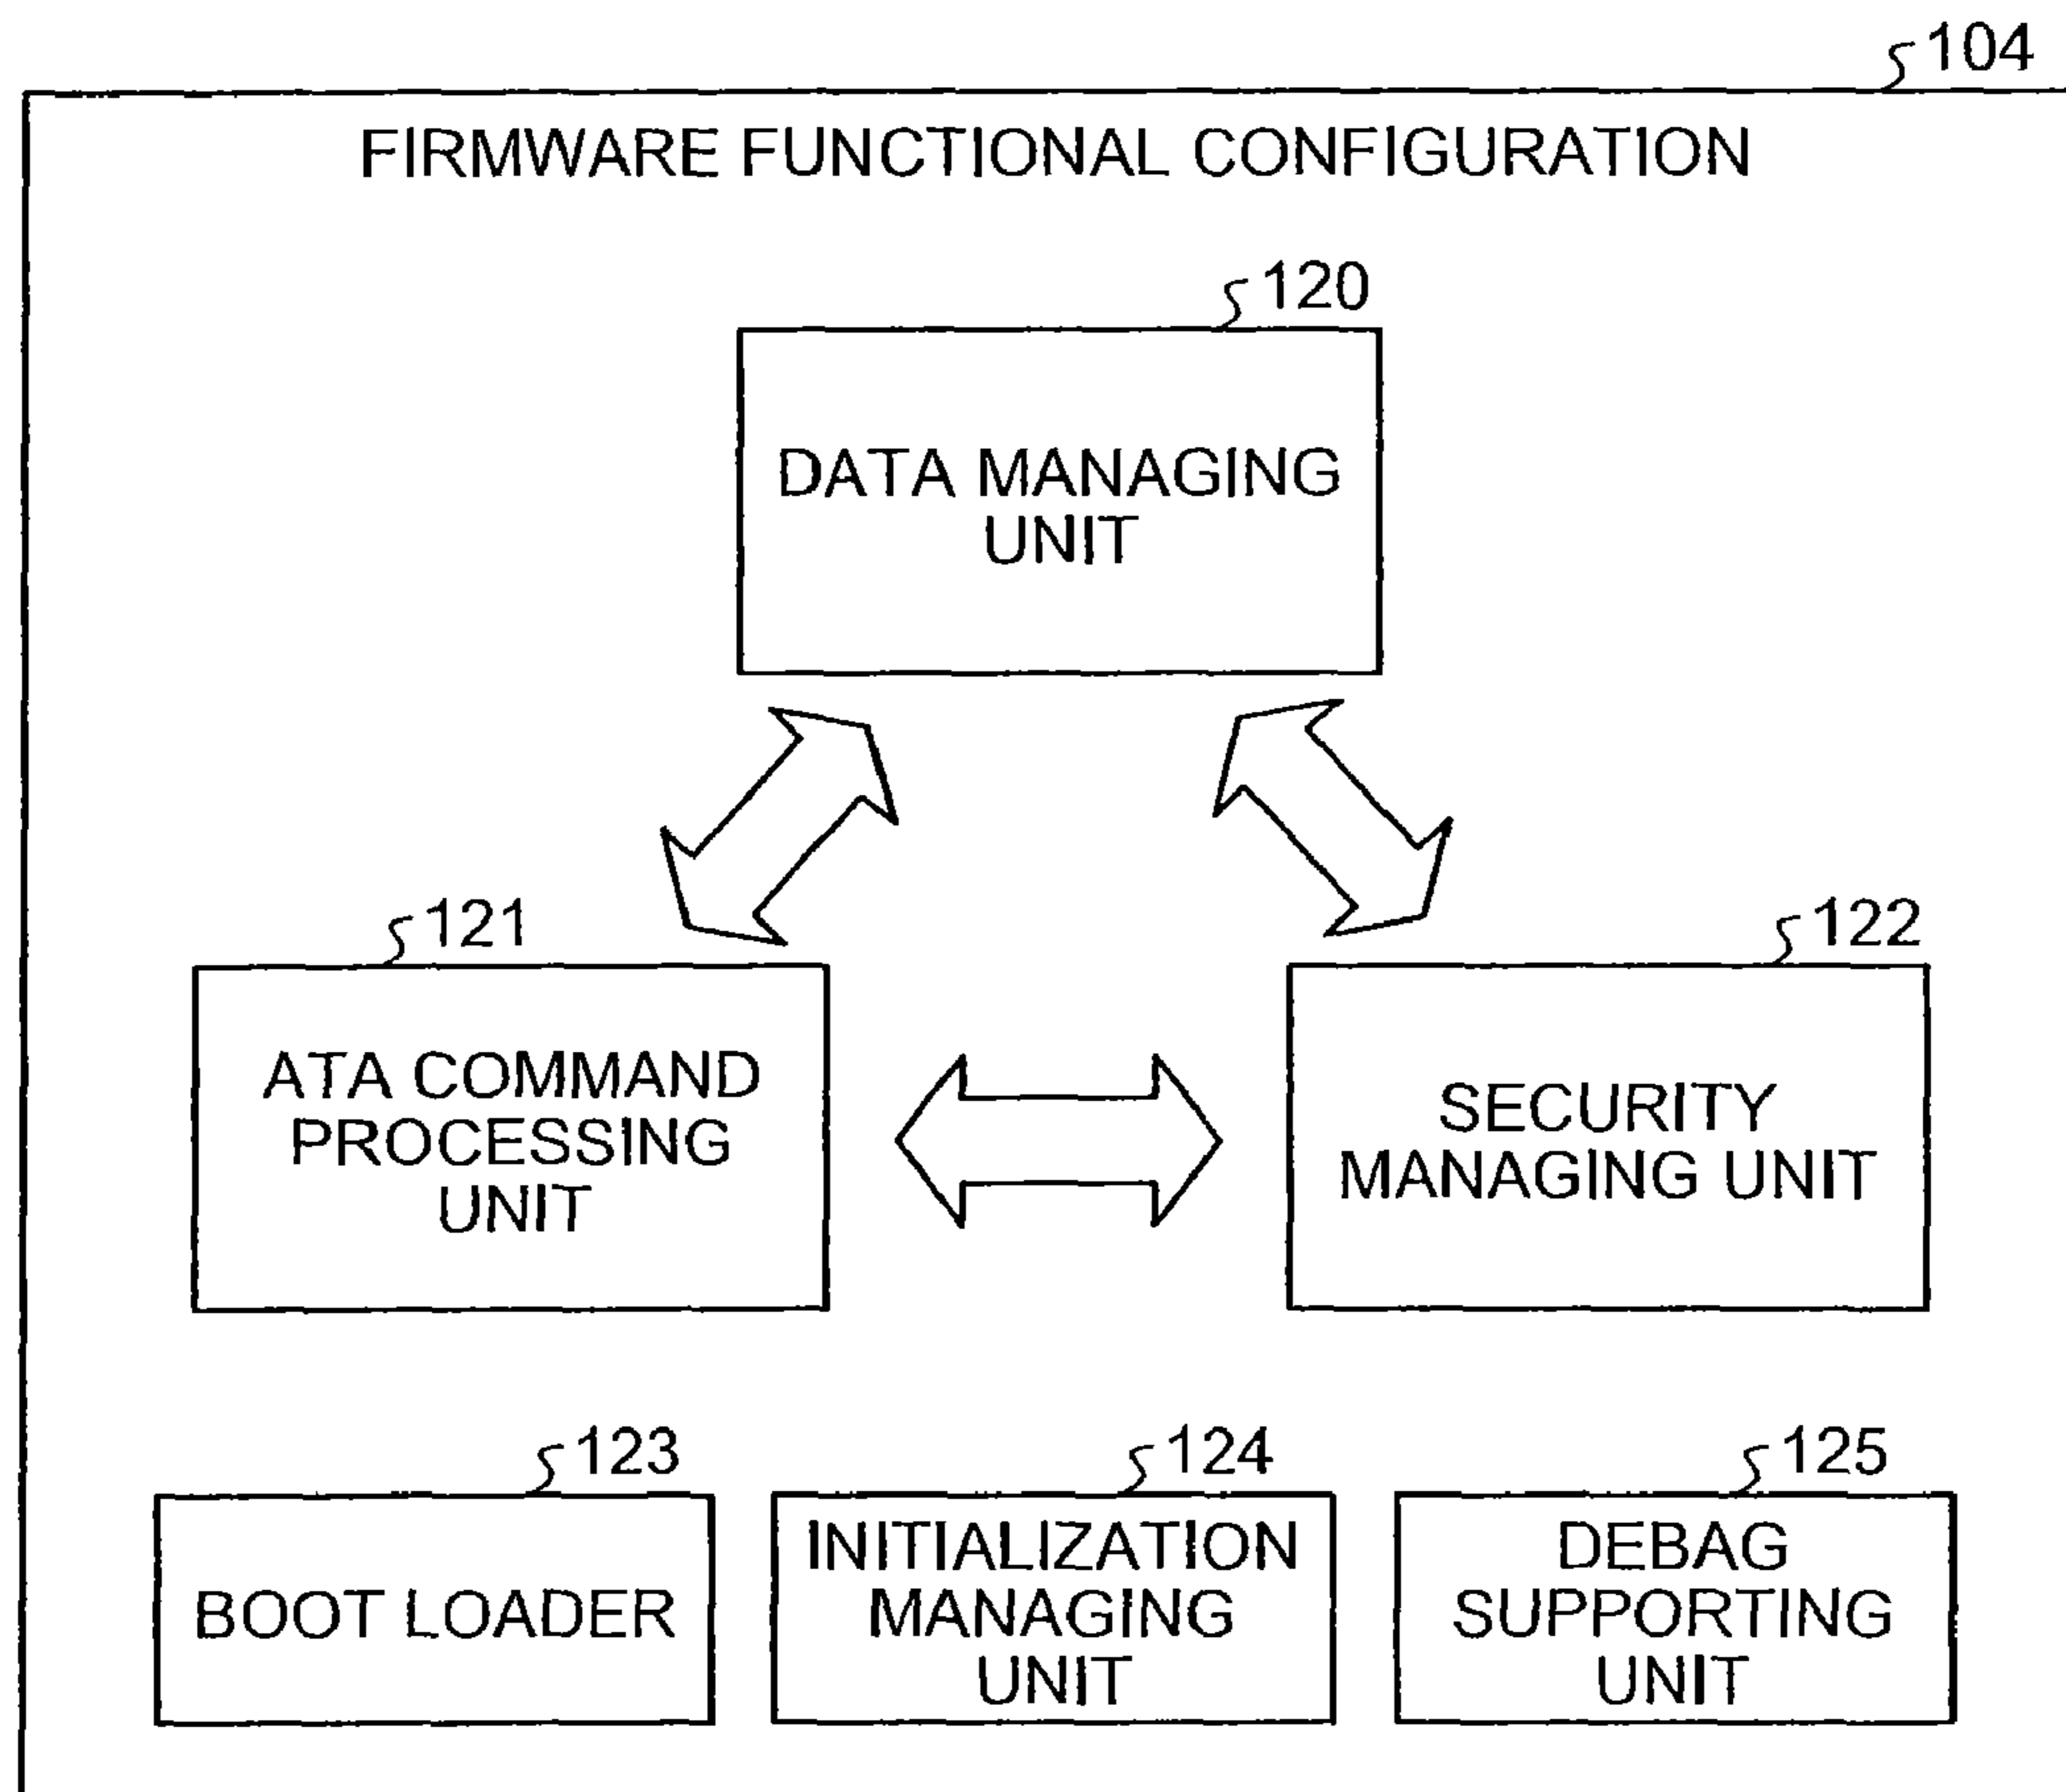 104
FIRMWARE FUNCTIONAL CONFIGURATION
120
DATA MANAGING
UNIT
121
122
ATA COMMAND
PROCESSING
UNIT
SECURITY
MANAGING UNIT
123
124
125
BOOT LOADER
INITIALIZATION
MANAGING
UNIT
DEBAG
SUPPORTING
UNIT